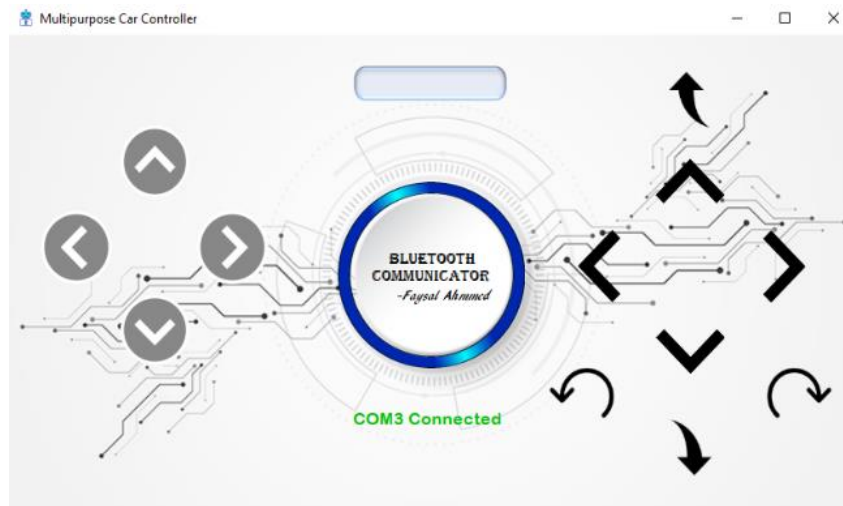 Multipurpose Car Controller
BLUETOOTH
COMMUNICATOR
-Faysal Ahmmed
COM3 Connected